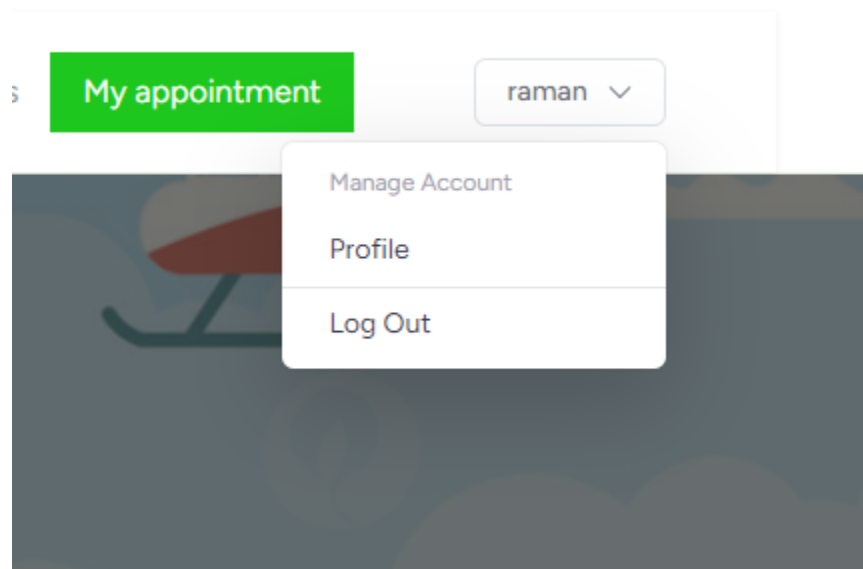 s
My appointment
raman
Manage Account
Profile
Log Out